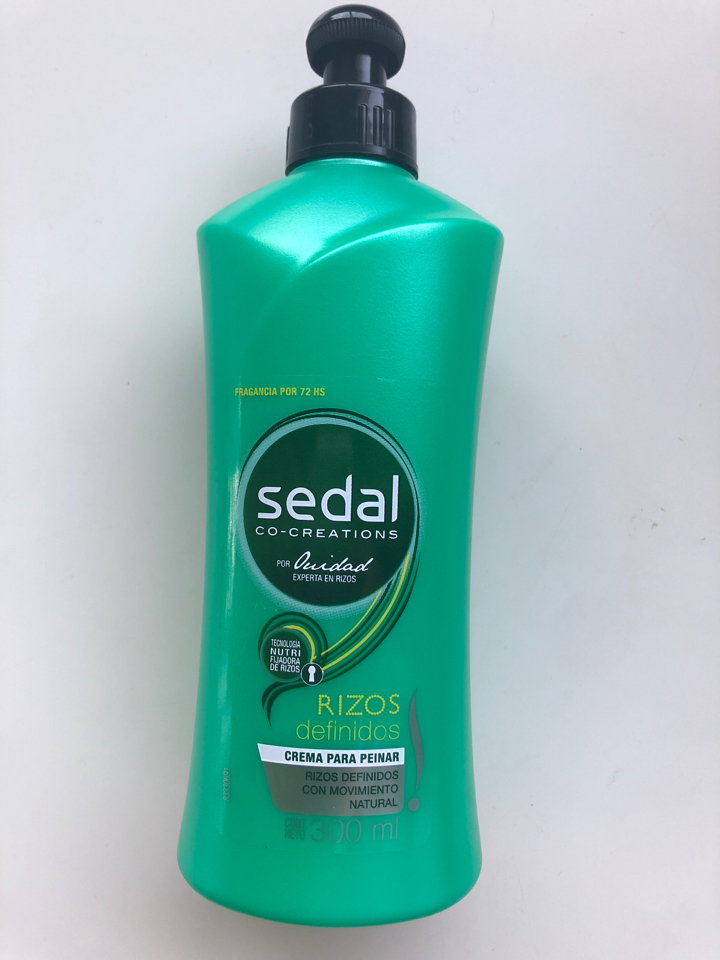 FRAGANCIA POR 72 HS
sedal
CO-CREATIONS
POR Ouidad
EXPERTA EN RIZOS
TECNOLOGÍA
NUTRI
FIJADORA
DE RIZOS
RIZOS
definidos
CREMA PARA PEINAR
RIZOS DEFINIDOS
CON MOVIMIENTO
NATURAL
300 ml